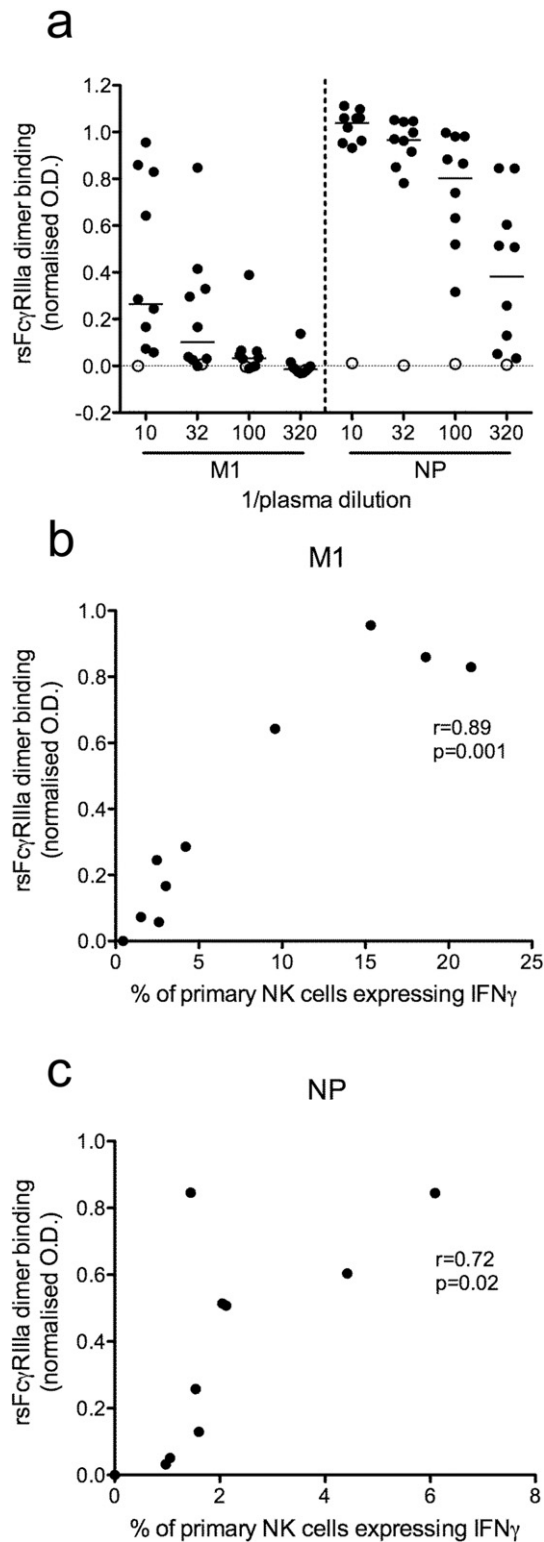 a
rsFcγRIIIa dimer binding
(normalised O.D.)
1.2
1.0
0.8
0.6
0.4
0.2
0.0
-0.2
10 32 100 320 10 32 100 320
M1 NP
1/plasma dilution
b
M1
rsFcγRIIIa dimer binding
(normalised O.D.)
1.0
0.8
0.6
0.4
0.2
0.0
r=0.89
p=0.001
0 5 10 15 20 25
% of primary NK cells expressing IFNγ
c
NP
rsFcγRIIIa dimer binding
(normalised O.D.)
1.0
0.8
0.6
0.4
0.2
0.0
r=0.72
p=0.02
0 2 4 6 8
% of primary NK cells expressing IFNγ